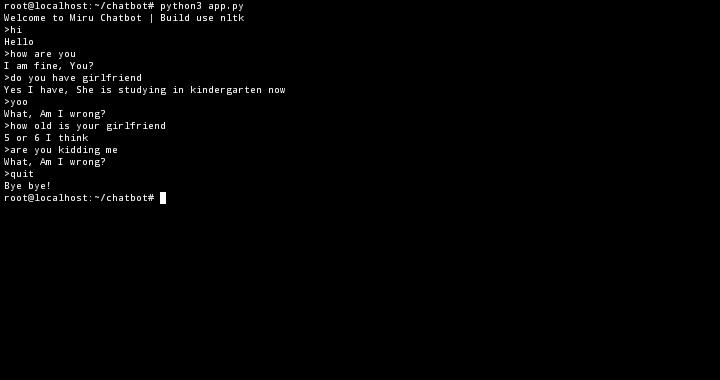 root@localhost:~/chatbot# python3 app.py
Welcome to Miru Chatbot | Build use nltk
>hi
Hello
>how are you
I am fine, You?
>do you have girlfriend
Yes I have, She is studying in kindergarten now
>yoo
What, Am I wrong?
>how old is your girlfriend
5 or 6 I think
>are you kidding me
What, Am I wrong?
>quit
Bye bye!
root@localhost:~/chatbot#